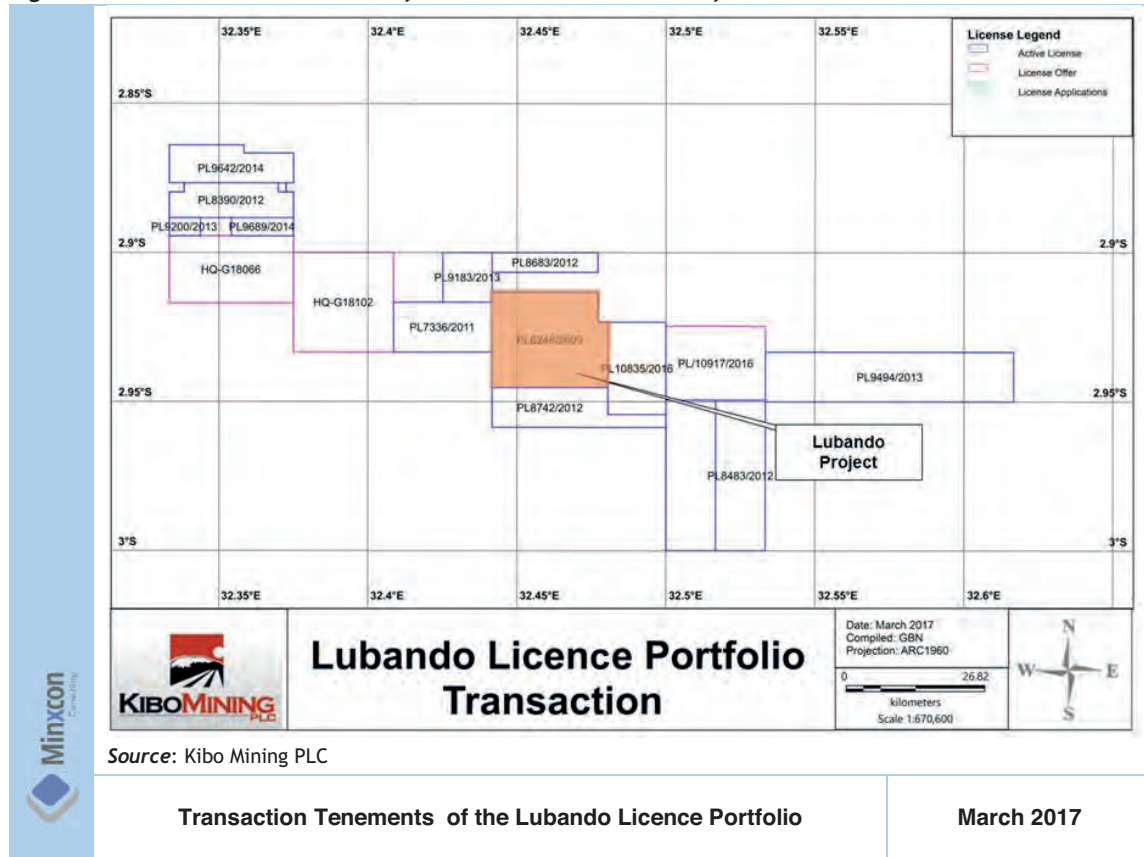 32.35°E 32.4°E 32.45°E 32.5°E 32.55°E
License Legend
Active License
License Offer
License Applications
2.85°S
PL9642/2014
PL8390/2012
PL9200/2013 PL9689/2014
2.9°S 2.9°S
HQ-G18066
PL8683/2012
PL9183/2013
HQ-G18102
PL7336/2011
PL10835/2016
PL/10917/2016
PL9494/2013
2.95°S 2.95°S
PL8742/2012
Lubando
Project
PL8483/2012
3°S 3°S
32.35°E 32.4°E 32.45°E 32.5°E 32.55°E 32.6°E
KIBOMINING
PLC
Lubando Licence Portfolio
Transaction
Date: March 2017
Compiled: GBN
Projection: ARC1960
0 26.82
kilometers
Scale 1:670,600
N
W E
S
Minxcon
Consulting
Source: Kibo Mining PLC
Transaction Tenements of the Lubando Licence Portfolio
March 2017